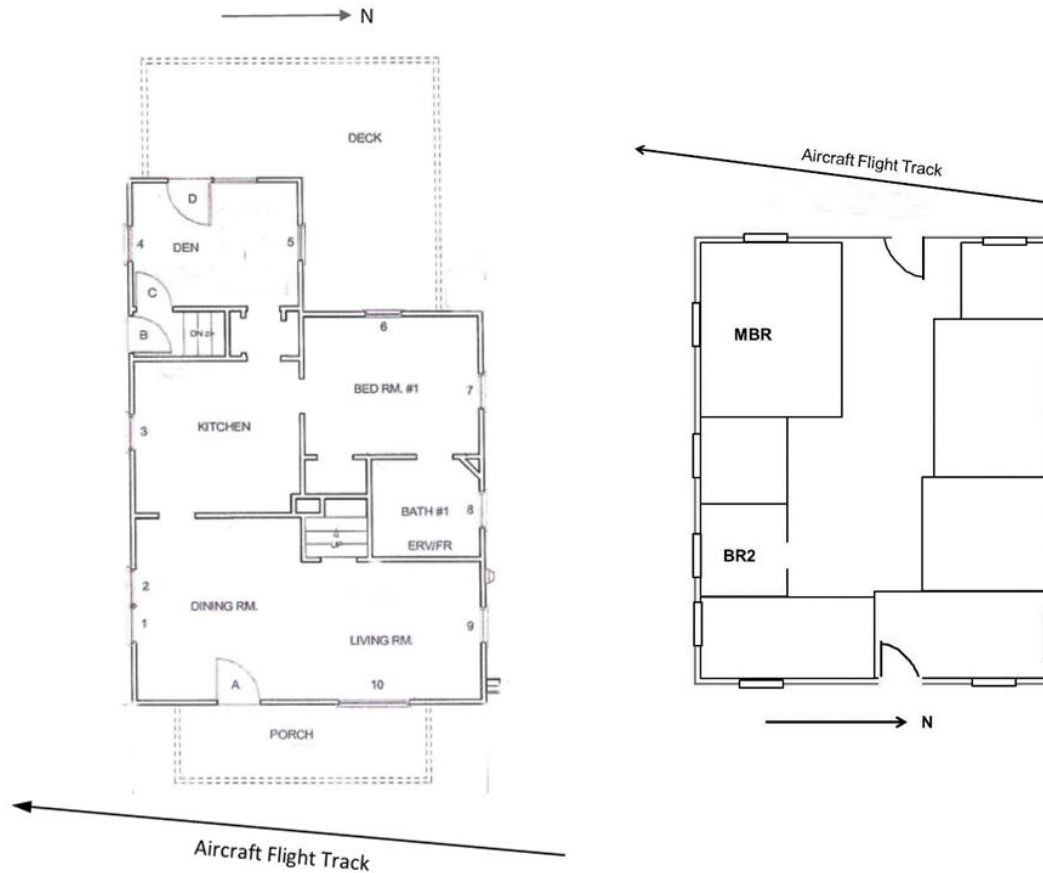 N
DECK
D
4
DEN
5
C
B
DN
6
BED RM. #1
7
3
KITCHEN
BATH #1
8
ERV/FR
4
UP
2
DINING RM.
1
LIVING RM.
9
A
10
PORCH
Aircraft Flight Track
Aircraft Flight Track
MBR
BR2
N